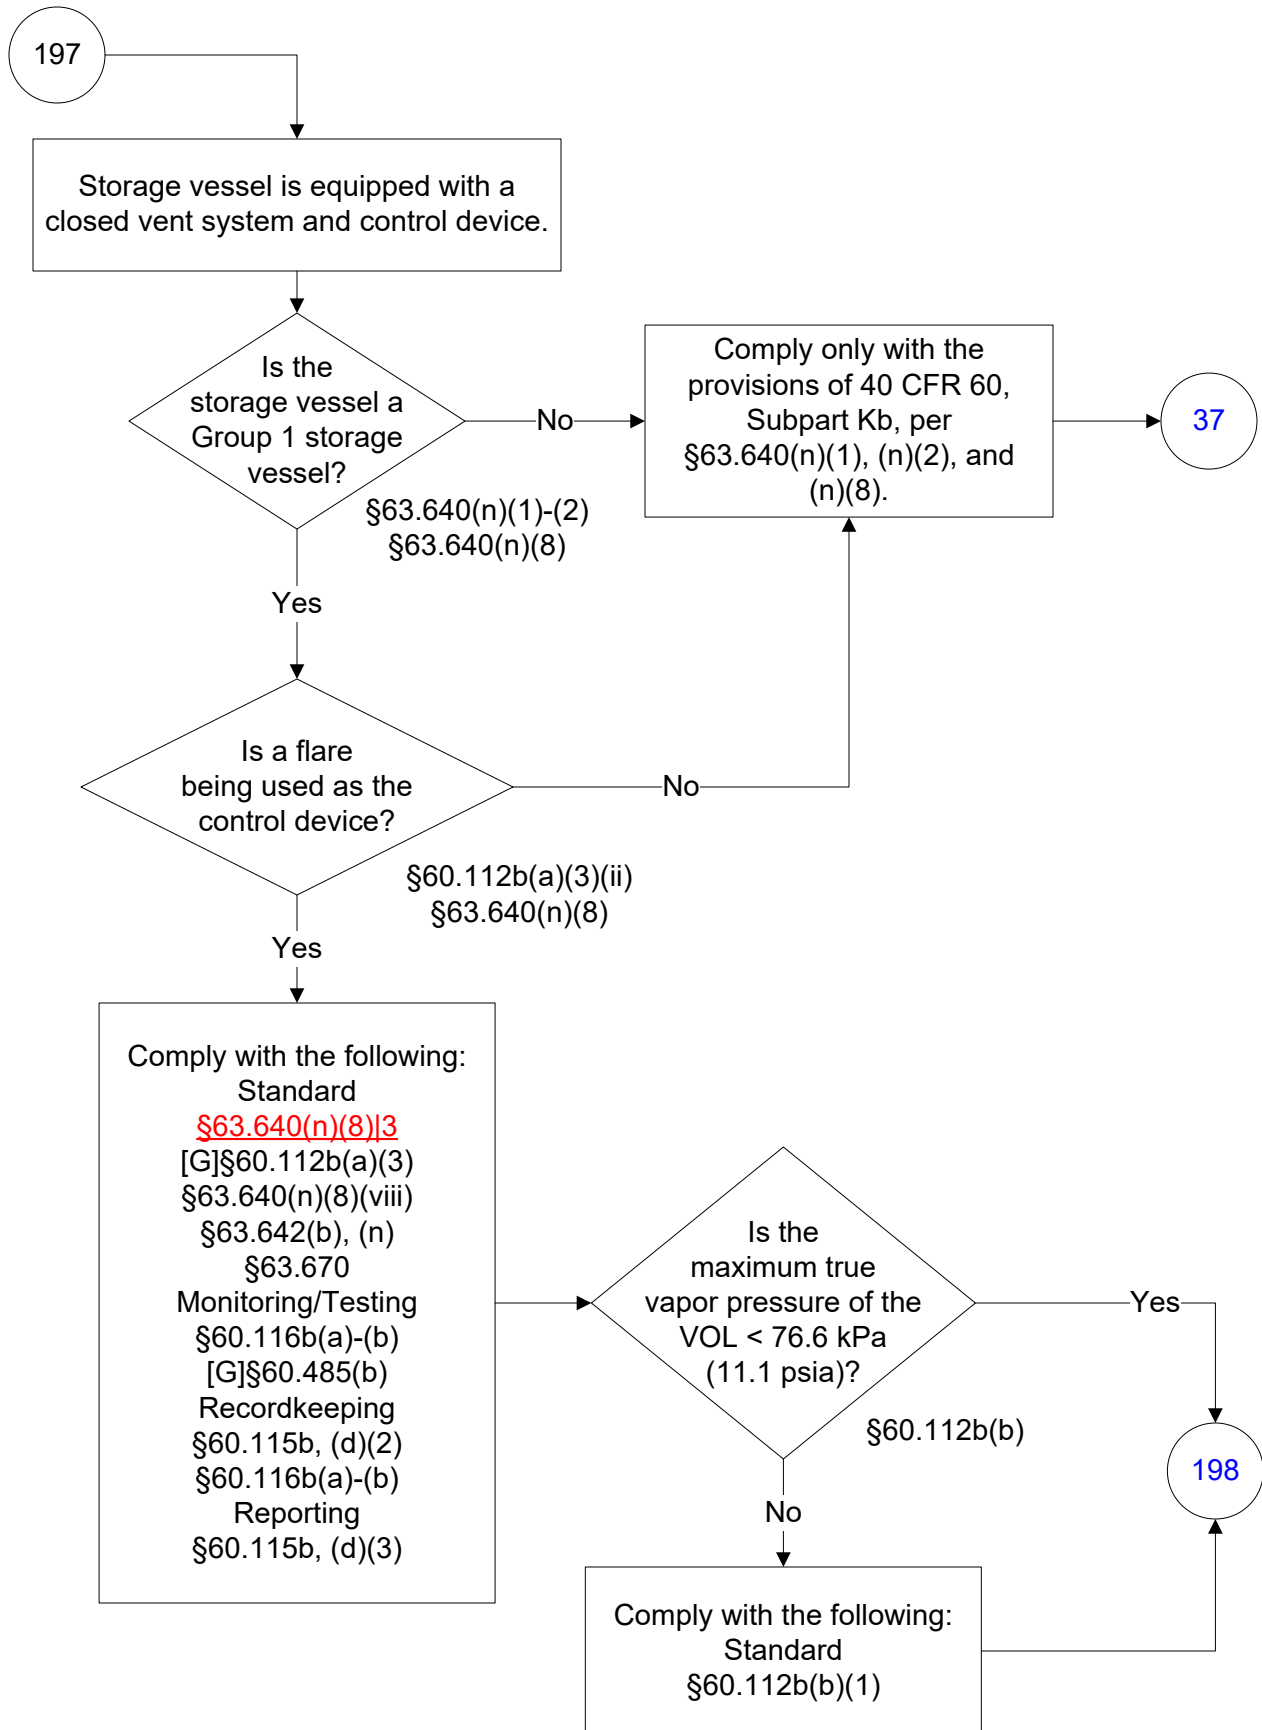 197
Storage vessel is equipped with a
closed vent system and control device.
Is the
storage vessel a
Group 1 storage
vessel?
No
§63.640(n)(1)-(2)
§63.640(n)(8)
Comply only with the
provisions of 40 CFR 60,
Subpart Kb, per
§63.640(n)(1), (n)(2), and
(n)(8).
37
Yes
Is a flare
being used as the
control device?
No
§60.112b(a)(3)(ii)
§63.640(n)(8)
Yes
Comply with the following:
Standard
§63.640(n)(8)|3
[G]§60.112b(a)(3)
§63.640(n)(8)(viii)
§63.642(b), (n)
§63.670
Monitoring/Testing
§60.116b(a)-(b)
[G]§60.485(b)
Recordkeeping
§60.115b, (d)(2)
§60.116b(a)-(b)
Reporting
§60.115b, (d)(3)
Is the
maximum true
vapor pressure of the
VOL < 76.6 kPa
(11.1 psia)?
Yes
§60.112b(b)
198
No
Comply with the following:
Standard
§60.112b(b)(1)